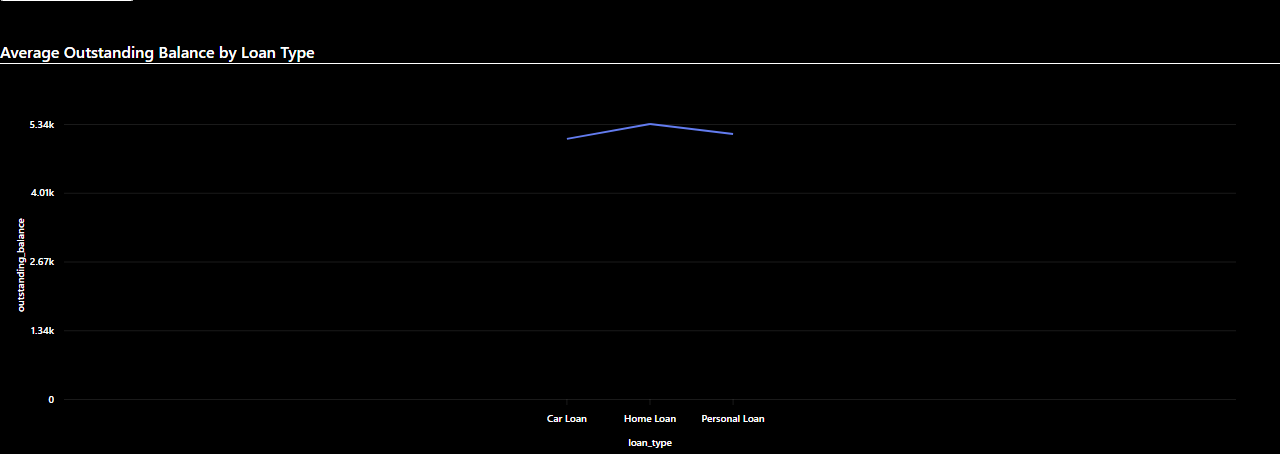 Average Outstanding Balance by Loan Type
5.34k
4.01k
2.67k
1.34k
0
outstanding_balance
Car Loan Home Loan Personal Loan
loan_type